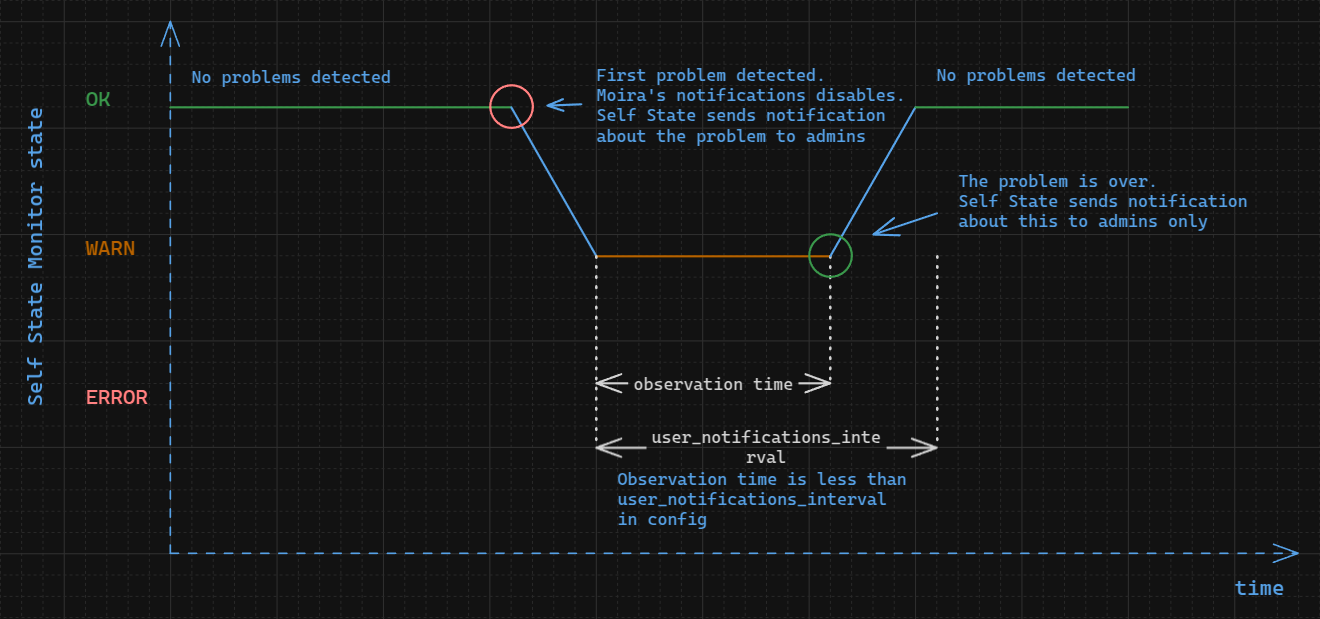 No problems detected
First problem detected.
Moira's notifications disables.
Self State sends notification
about the problem to admins
No problems detected
OK
The problem is over.
Self State sends notification
about this to admins only
WARN
Self State Monitor state
ERROR
observation time
user_notifications_inte
rval
Observation time is less than
user_notifications_interval
in config
time